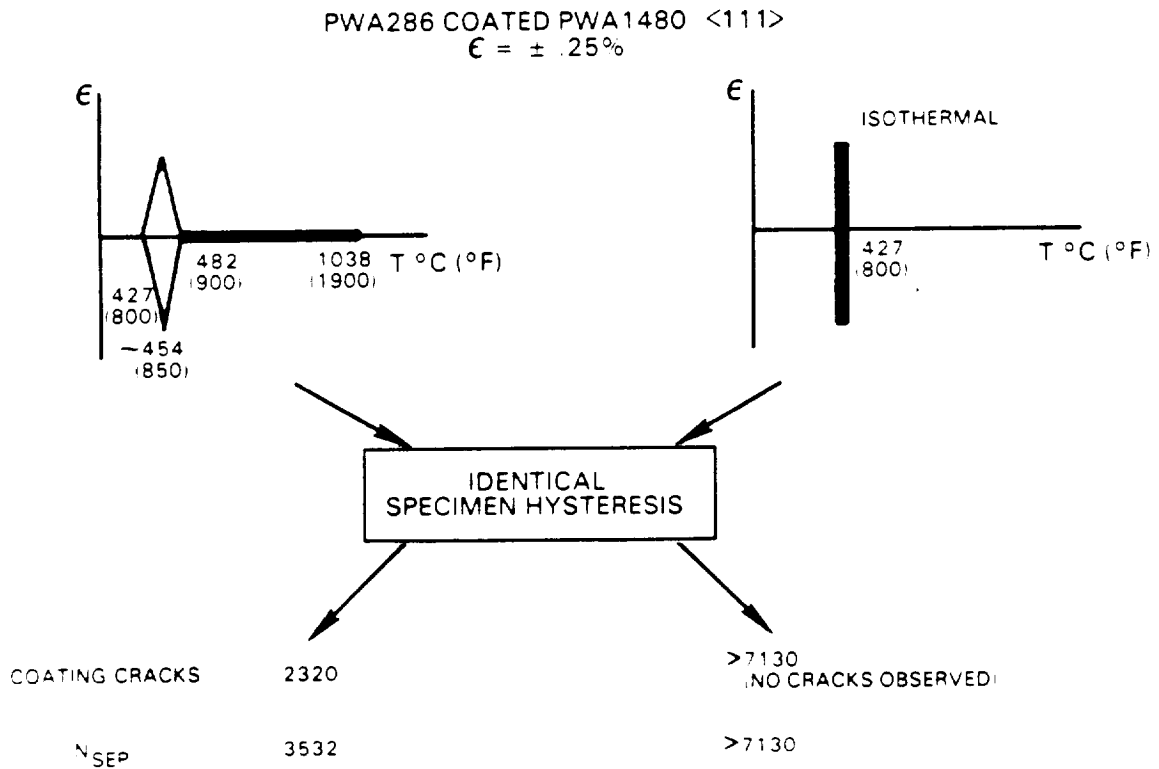 PWA286 COATED PWA1480 <111>
Є = ± .25%
Є
482
(900)
1038
(1900)
T °C (°F)
427
(800)
~454
(850)
Є
ISOTHERMAL
427
(800)
T °C (°F)
IDENTICAL
SPECIMEN HYSTERESIS
COATING CRACKS 2320 >7130
(NO CRACKS OBSERVED)
NSEP 3532 >7130